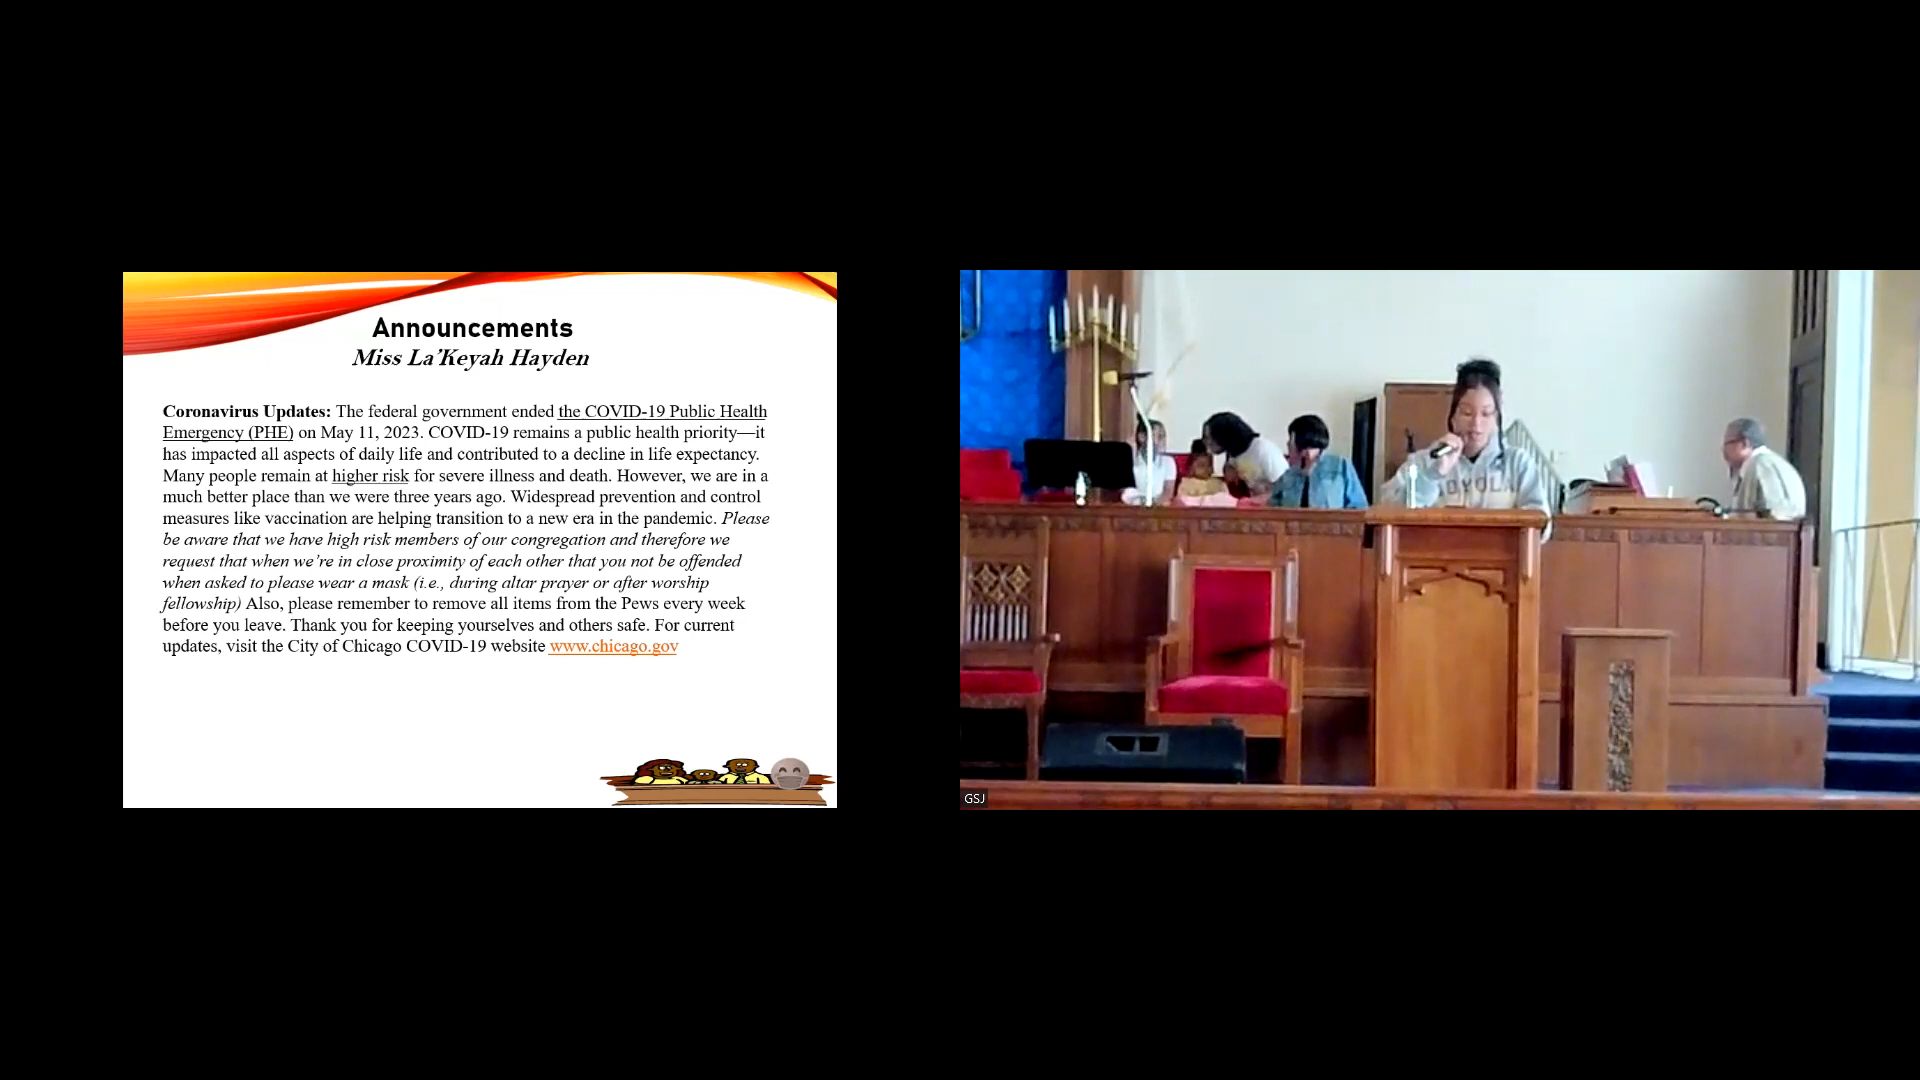 Announcements
Miss La’Keyah Hayden
Coronavirus Updates: The federal government ended the COVID-19 Public Health
Emergency (PHE) on May 11, 2023. COVID-19 remains a public health priority—it
has impacted all aspects of daily life and contributed to a decline in life expectancy.
Many people remain at higher risk for severe illness and death. However, we are in a
much better place than we were three years ago. Widespread prevention and control
measures like vaccination are helping transition to a new era in the pandemic. Please
be aware that we have high risk members of our congregation and therefore we
request that when we’re in close proximity of each other that you not be offended
when asked to please wear a mask (i.e., during altar prayer or after worship
fellowship) Also, please remember to remove all items from the Pews every week
before you leave. Thank you for keeping yourselves and others safe. For current
updates, visit the City of Chicago COVID-19 website www.chicago.gov
LOYOLA
GSJ